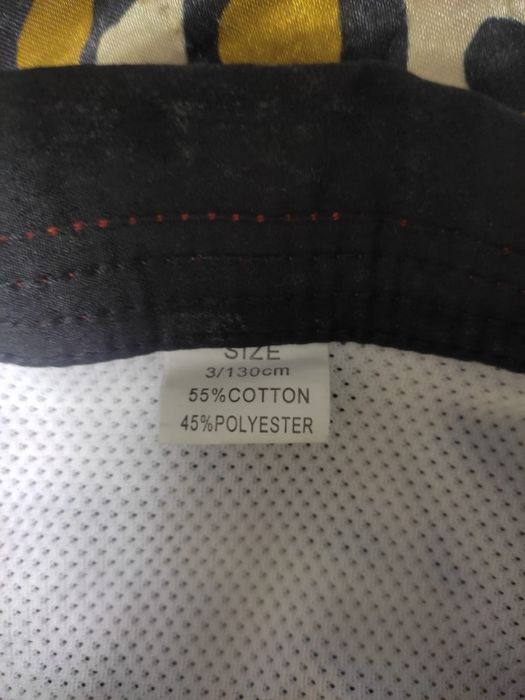 SIZE
3/130cm
55%COTTON
45%POLYESTER